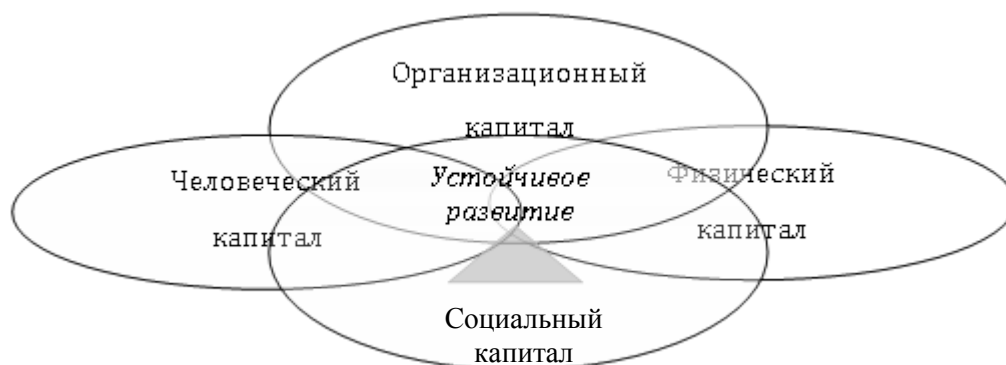 Организационный
капитал
Человеческий
капитал
Устойчивое
развитие
Физический
капитал
Социальный
капитал